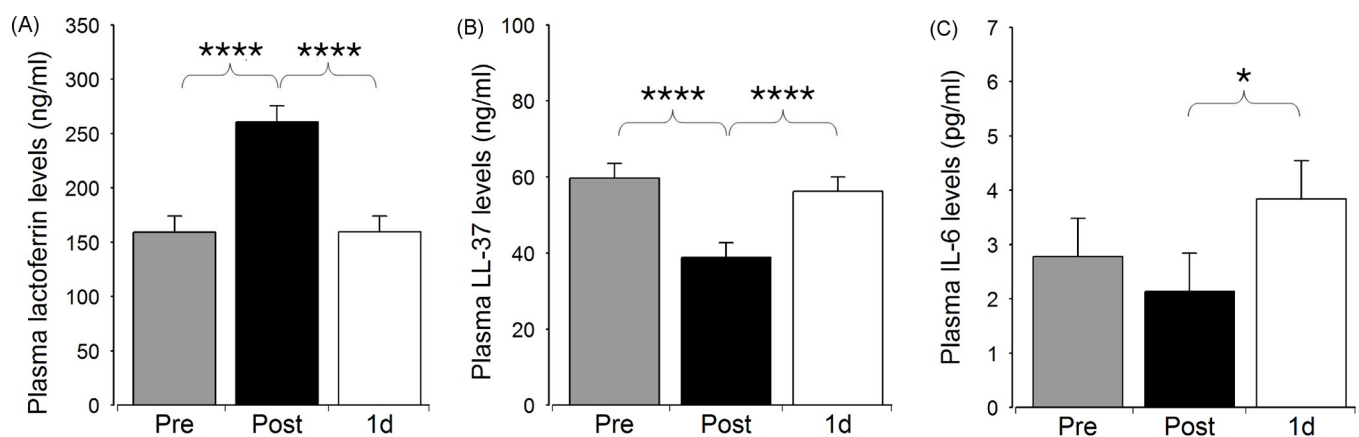 (A)
Plasma lactoferrin levels (ng/ml)
350
300
250
200
150
100
50
0
**** ****
Pre Post 1d
(B)
Plasma LL-37 levels (ng/ml)
100
80
60
40
20
0
**** ****
Pre Post 1d
(C)
Plasma IL-6 levels (pg/ml)
7
6
5
4
3
2
1
0
*
Pre Post 1d